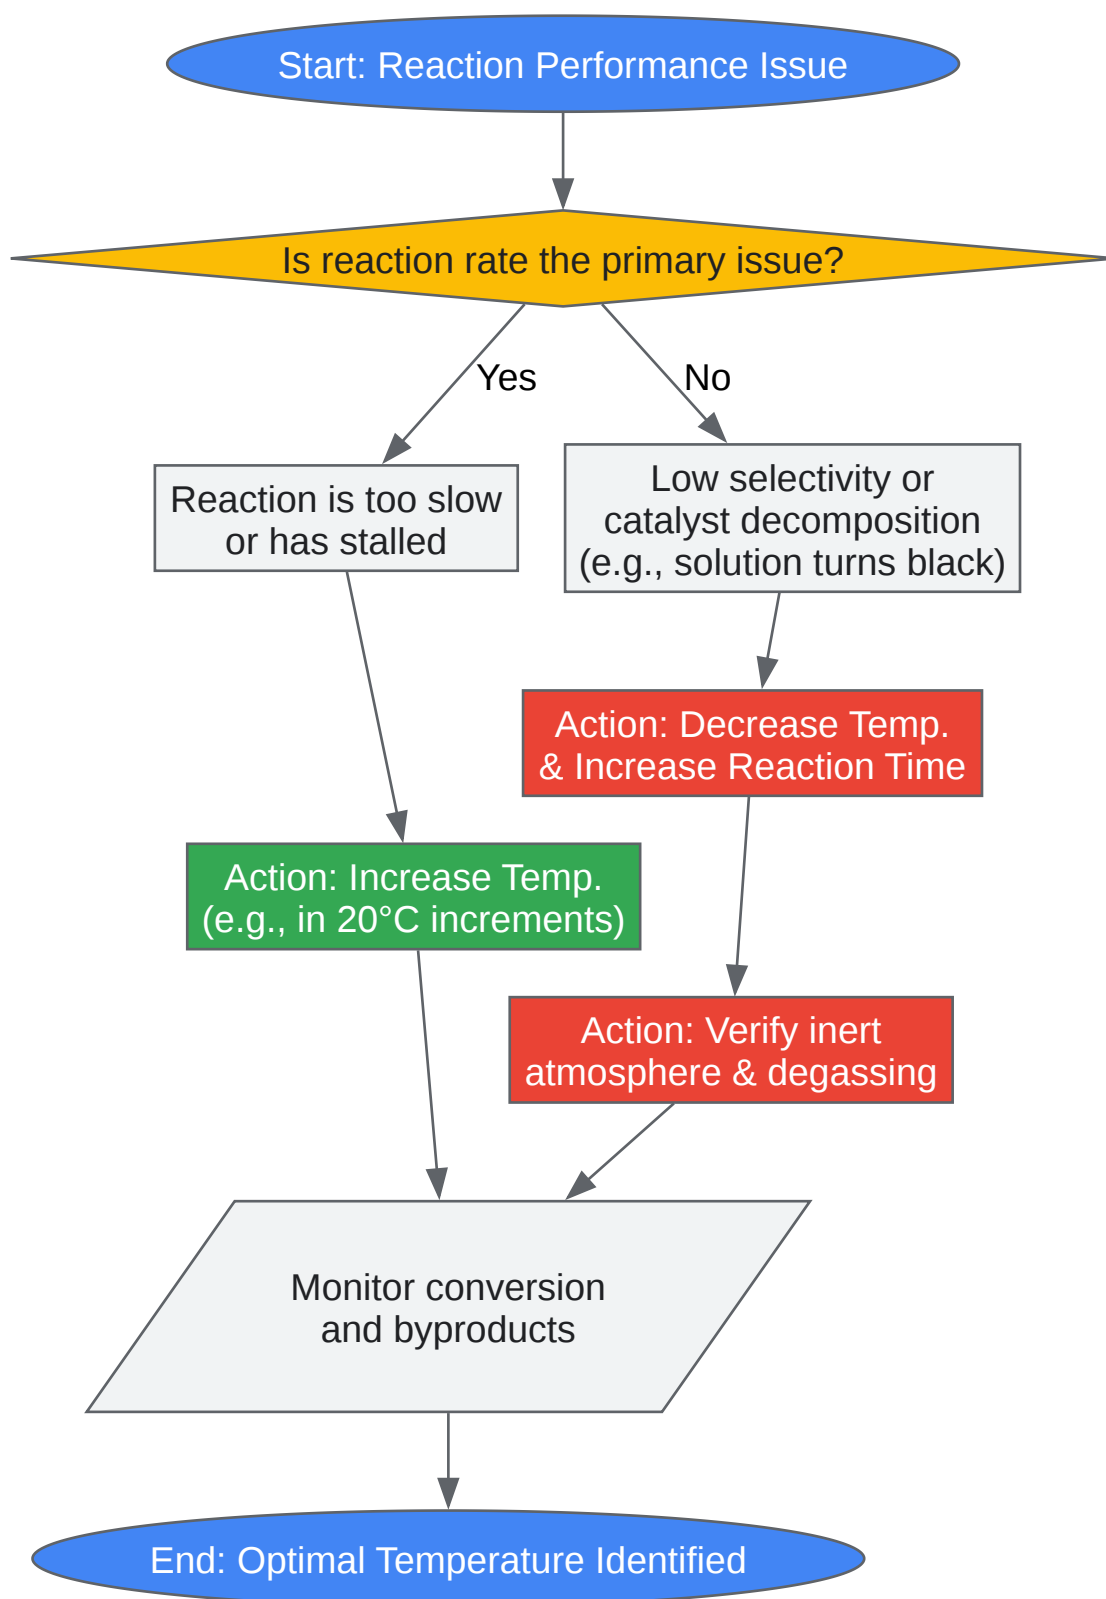 Start: Reaction Performance Issue
Is reaction rate the primary issue?
Yes
No
Reaction is too slow
or has stalled
Low selectivity or
catalyst decomposition
(e.g., solution turns black)
Action: Decrease Temp.
& Increase Reaction Time
Action: Increase Temp.
(e.g., in 20°C increments)
Action: Verify inert
atmosphere & degassing
Monitor conversion
and byproducts
End: Optimal Temperature Identified